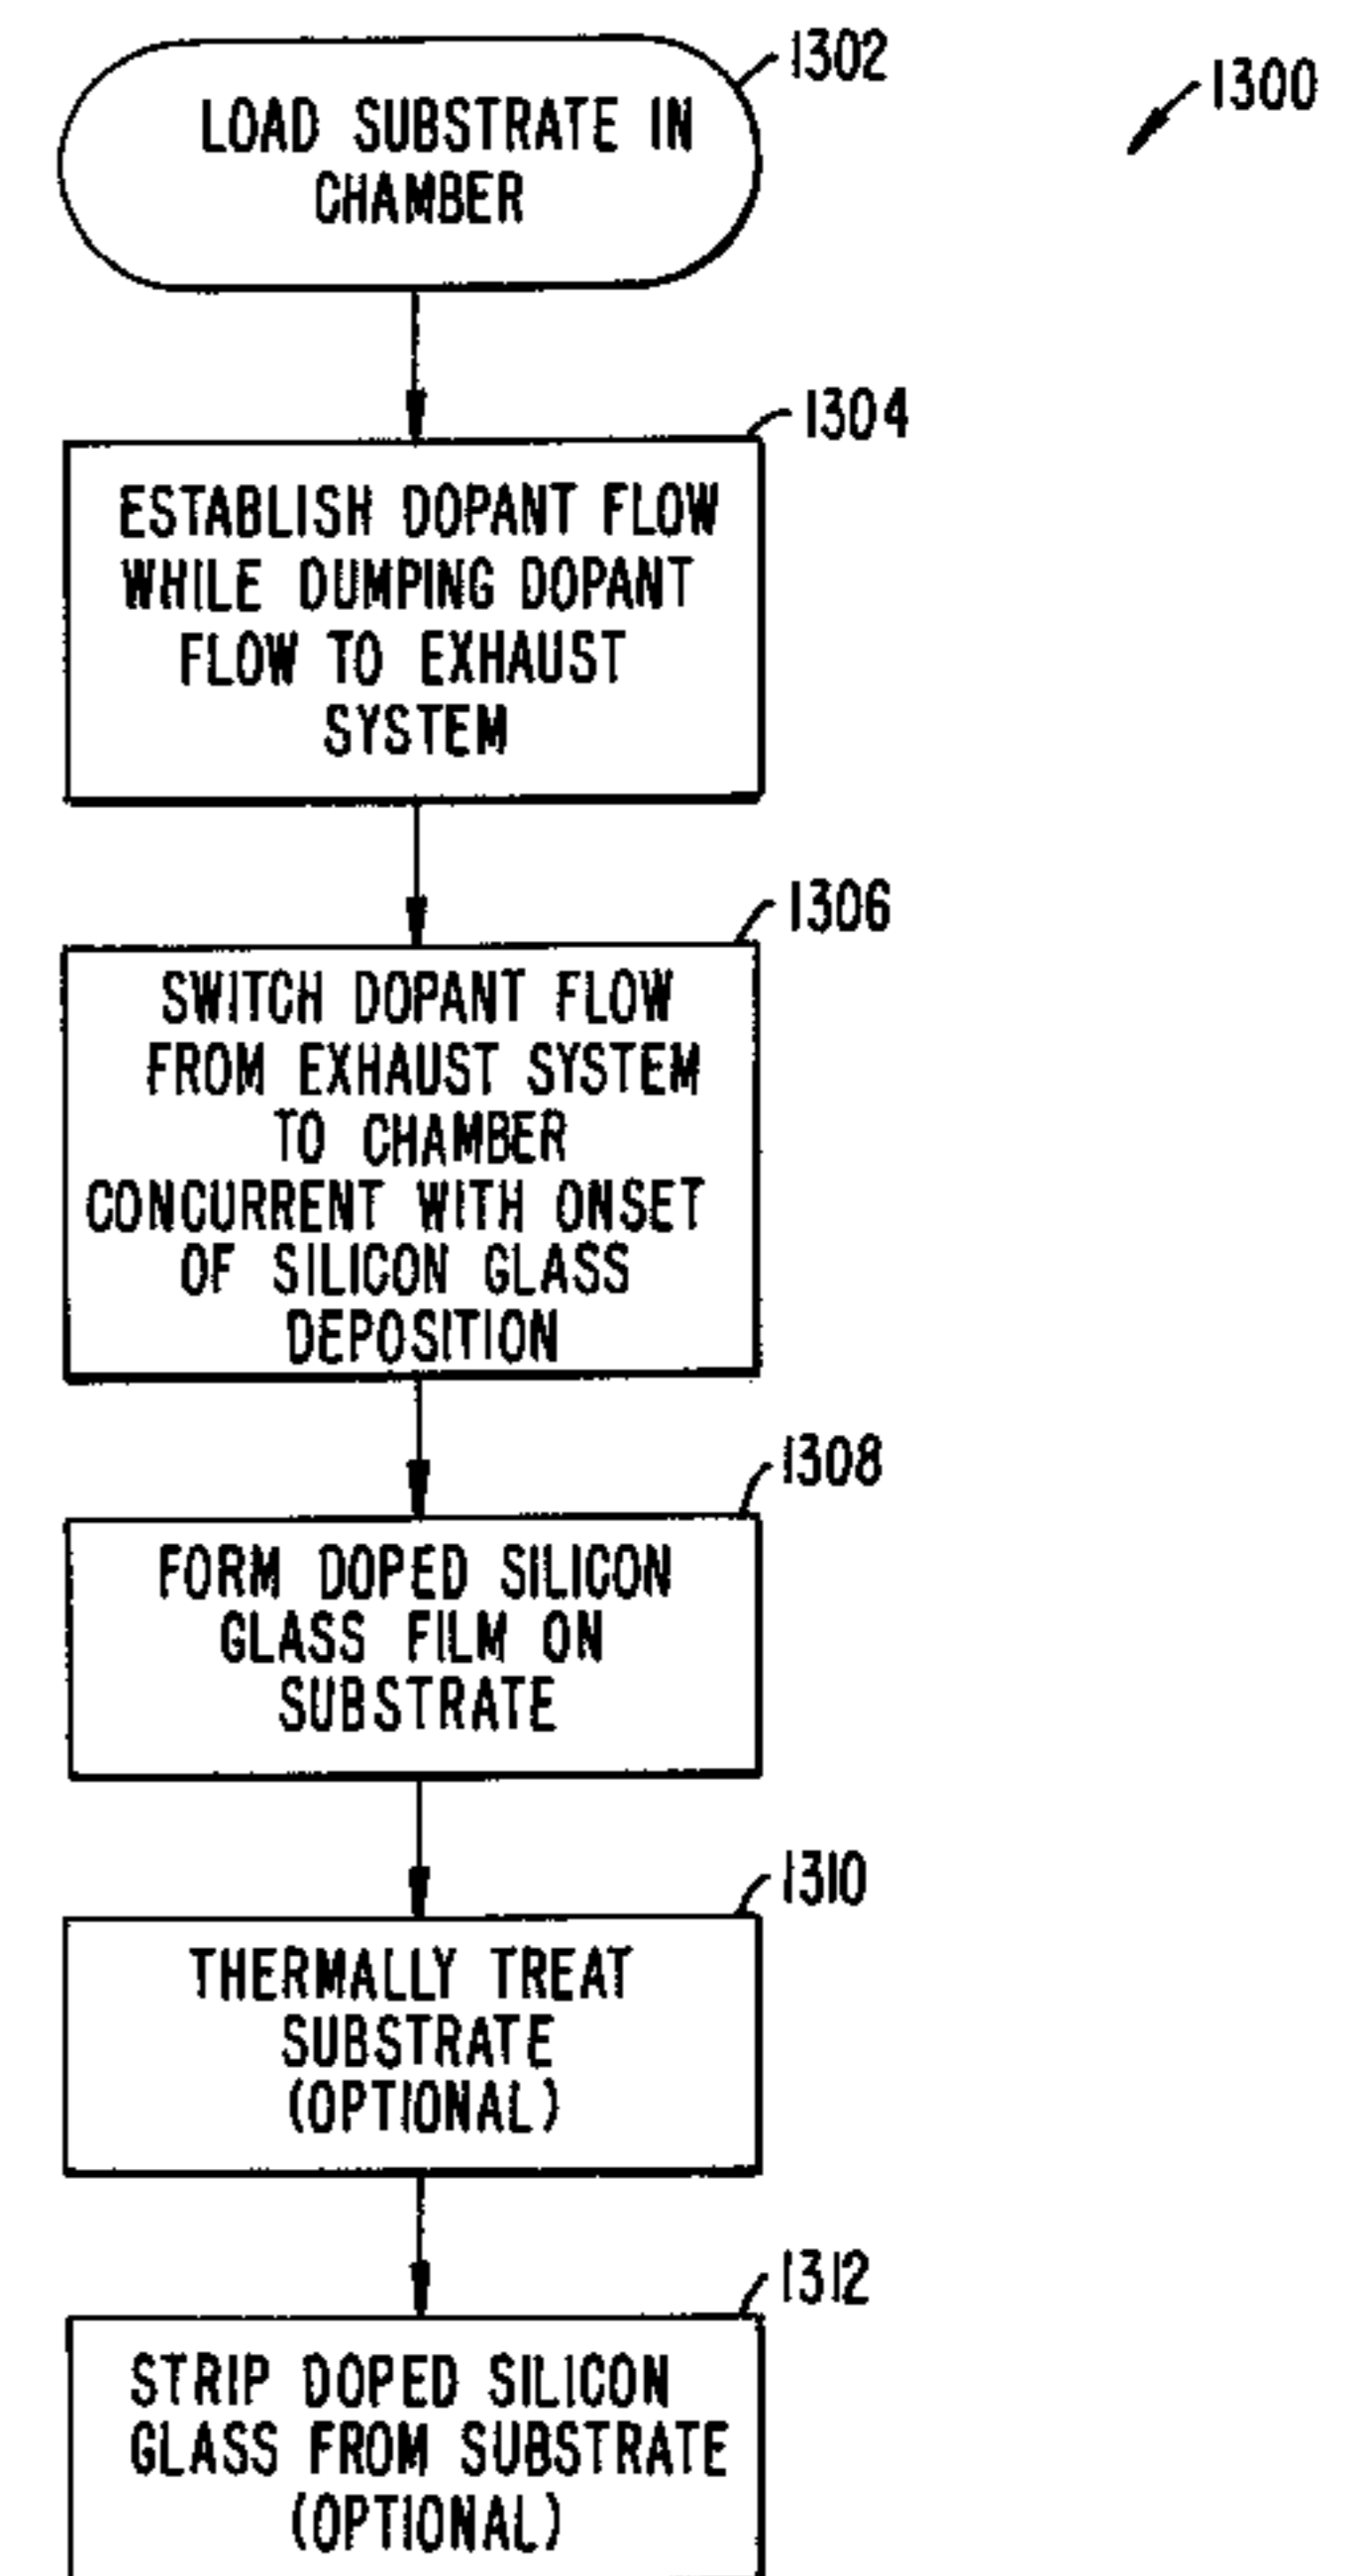 1302
1300
LOAD SUBSTRATE IN
CHAMBER
1304
ESTABLISH DOPANT FLOW
WHILE DUMPING DOPANT
FLOW TO EXHAUST
SYSTEM
1306
SWITCH DOPANT FLOW
FROM EXHAUST SYSTEM
TO CHAMBER
CONCURRENT WITH ONSET
OF SILICON GLASS
DEPOSITION
1308
FORM DOPED SILICON
GLASS FILM ON
SUBSTRATE
1310
THERMALLY TREAT
SUBSTRATE
(OPTIONAL)
1312
STRIP DOPED SILICON
GLASS FROM SUBSTRATE
(OPTIONAL)